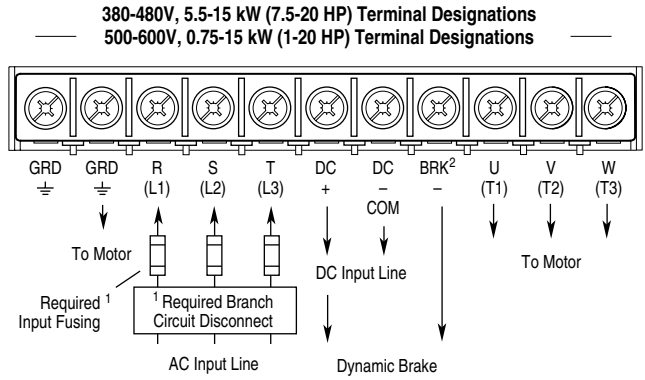 380-480V, 5.5-15 kW (7.5-20 HP) Terminal Designations
500-600V, 0.75-15 kW (1-20 HP) Terminal Designations
GRD GRD R S T DC DC BRK2 U V W
(L1) (L2) (L3) + – – (T1) (T2) (T3)
COM
To Motor
To Motor
DC Input Line
Required 1
Input Fusing
1 Required Branch
Circuit Disconnect
AC Input Line
Dynamic Brake